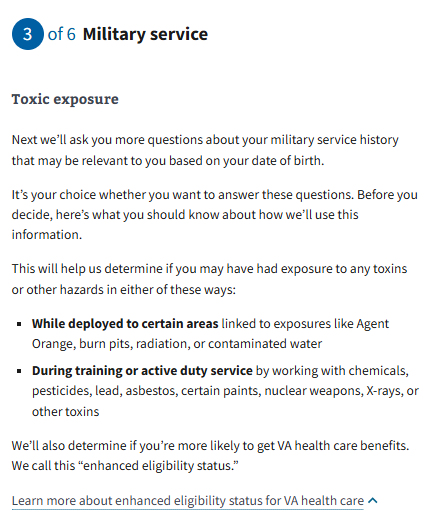 3 of 6 Military service
Toxic exposure
Next we’ll ask you more questions about your military service history
that may be relevant to you based on your date of birth.
It’s your choice whether you want to answer these questions. Before you
decide, here’s what you should know about how we’ll use this
information.
This will help us determine if you may have had exposure to any toxins
or other hazards in either of these ways:
▪ While deployed to certain areas linked to exposures like Agent
Orange, burn pits, radiation, or contaminated water
▪ During training or active duty service by working with chemicals,
pesticides, lead, asbestos, certain paints, nuclear weapons, X-rays, or
other toxins
We’ll also determine if you’re more likely to get VA health care benefits.
We call this “enhanced eligibility status.”
Learn more about enhanced eligibility status for VA health care